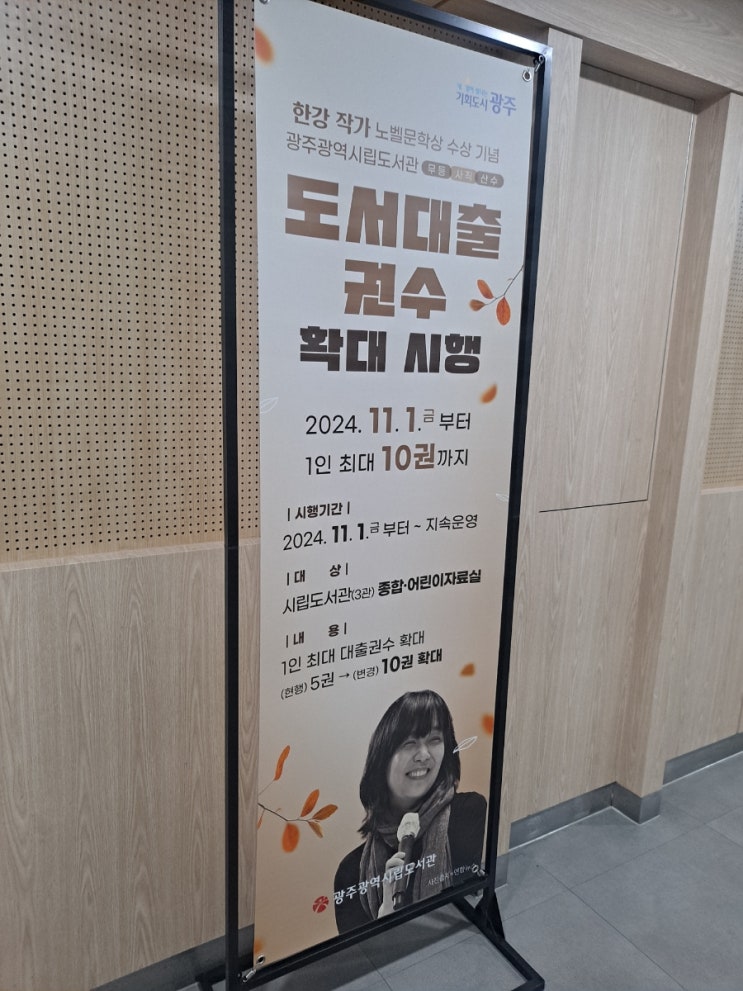 기회도시 광주
한강 작가 노벨문학상 수상 기념
광주광역시립도서관 무등 사직 산수
도서대출
권수
확대 시행
2024. 11. 1.금 부터
1인 최대 10권까지
|시행기간|
2024. 11. 1.금 부터 ~ 지속운영
|대 상|
시립도서관(3관) 종합·어린이자료실
|내 용|
1인 최대 대출권수 확대
(현행) 5권 → (변경) 10권 확대
광주광역시립도서관